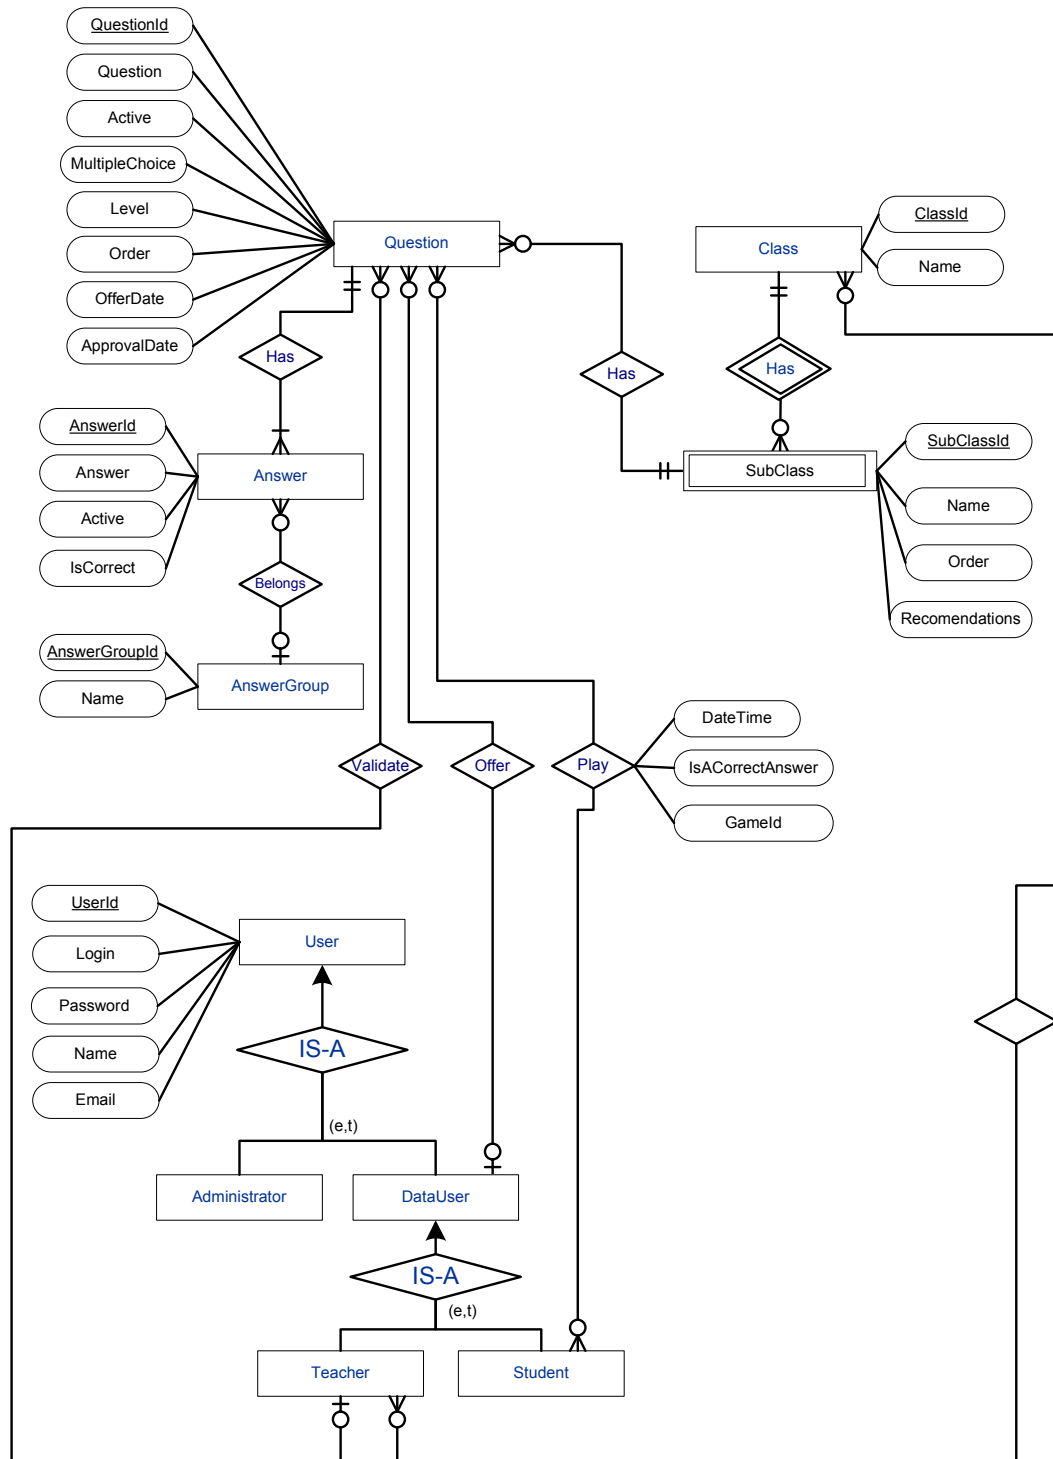 QuestionId
Question
Active
MultipleChoice
Level
Order
OfferDate
ApprovalDate
Question
ClassId
Class
Name
Has
Has
Has
AnswerId
Answer
Active
IsCorrect
Answer
SubClass
SubClassId
Name
Order
Recomendations
Belongs
AnswerGroupId
Name
AnswerGroup
Validate
Offer
Play
DateTime
IsACorrectAnswer
GameId
UserId
Login
Password
Name
Email
User
IS-A
(e,t)
Administrator
DataUser
IS-A
(e,t)
Teacher
Student